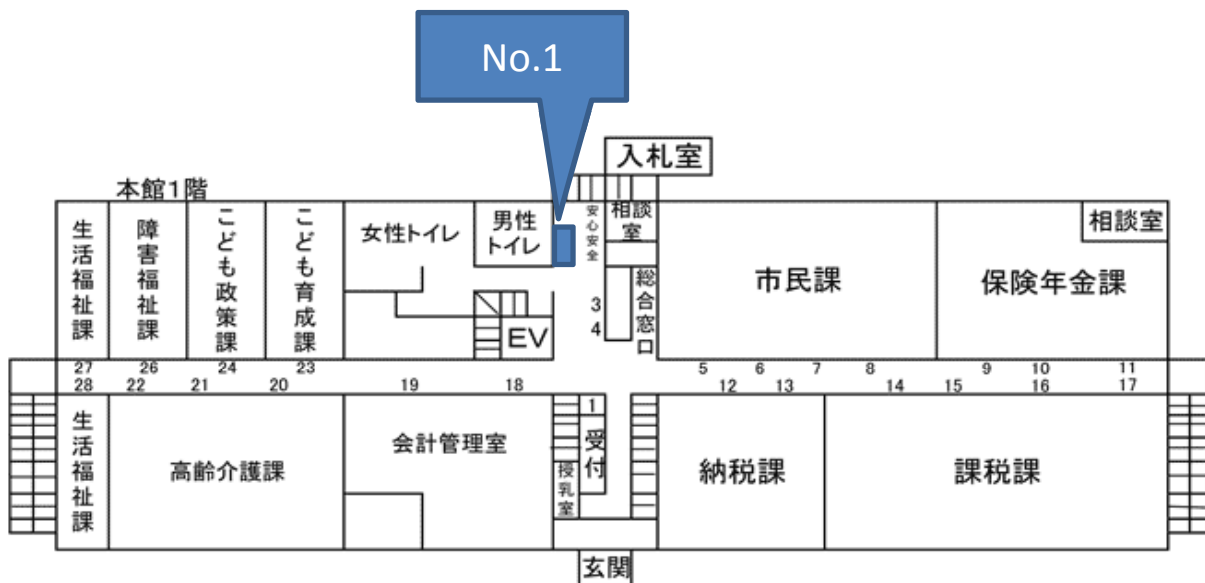 No.1
入札室
本館1階
生活福祉課
障害福祉課
こども政策課
こども育成課
女性トイレ
男性
トイレ
安心安全
相談
室
市民課
保険年金課
相談室
総合窓口
3
4
EV
27 26 24 23 5 6 7 8 9 10 11
28 22 21 20 19 18 12 13 14 15 16 17
生活福祉課
高齢介護課
会計管理室
1
受付
授乳室
納税課
課税課
玄関